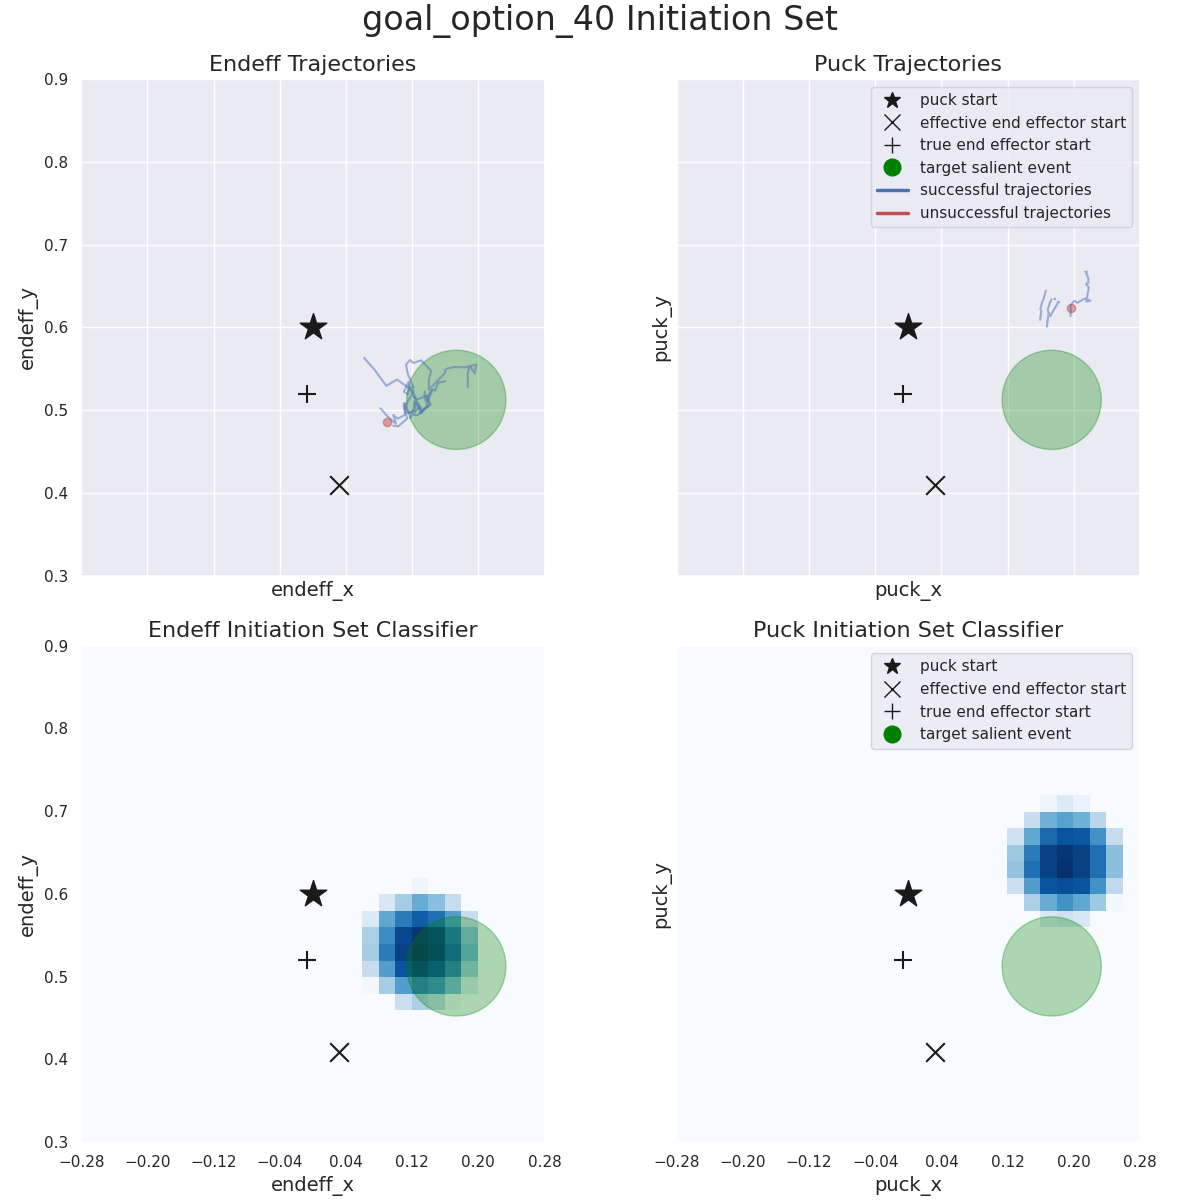 goal_option_40 Initiation Set
Endeff Trajectories
endeff_y
0.9
0.8
0.7
0.6
0.5
0.4
0.3
endeff_x
Puck Trajectories
puck_y
puck start
effective end effector start
true end effector start
target salient event
successful trajectories
unsuccessful trajectories
puck_x
Endeff Initiation Set Classifier
endeff_y
0.9
0.8
0.7
0.6
0.5
0.4
0.3
−0.28 −0.20 −0.12 −0.04 0.04 0.12 0.20 0.28
endeff_x
Puck Initiation Set Classifier
puck_y
puck start
effective end effector start
true end effector start
target salient event
−0.28 −0.20 −0.12 −0.04 0.04 0.12 0.20 0.28
puck_x